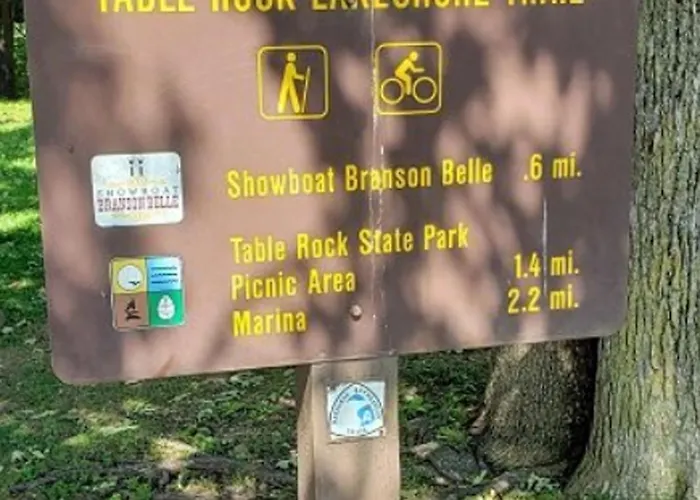 TABLE ROCK LAKESHORE TRAIL
Showboat Branson Belle .6 mi.
SHOWBOAT
BRANSON BELLE
Table Rock State Park
Picnic Area 1.4 mi.
Marina 2.2 mi.